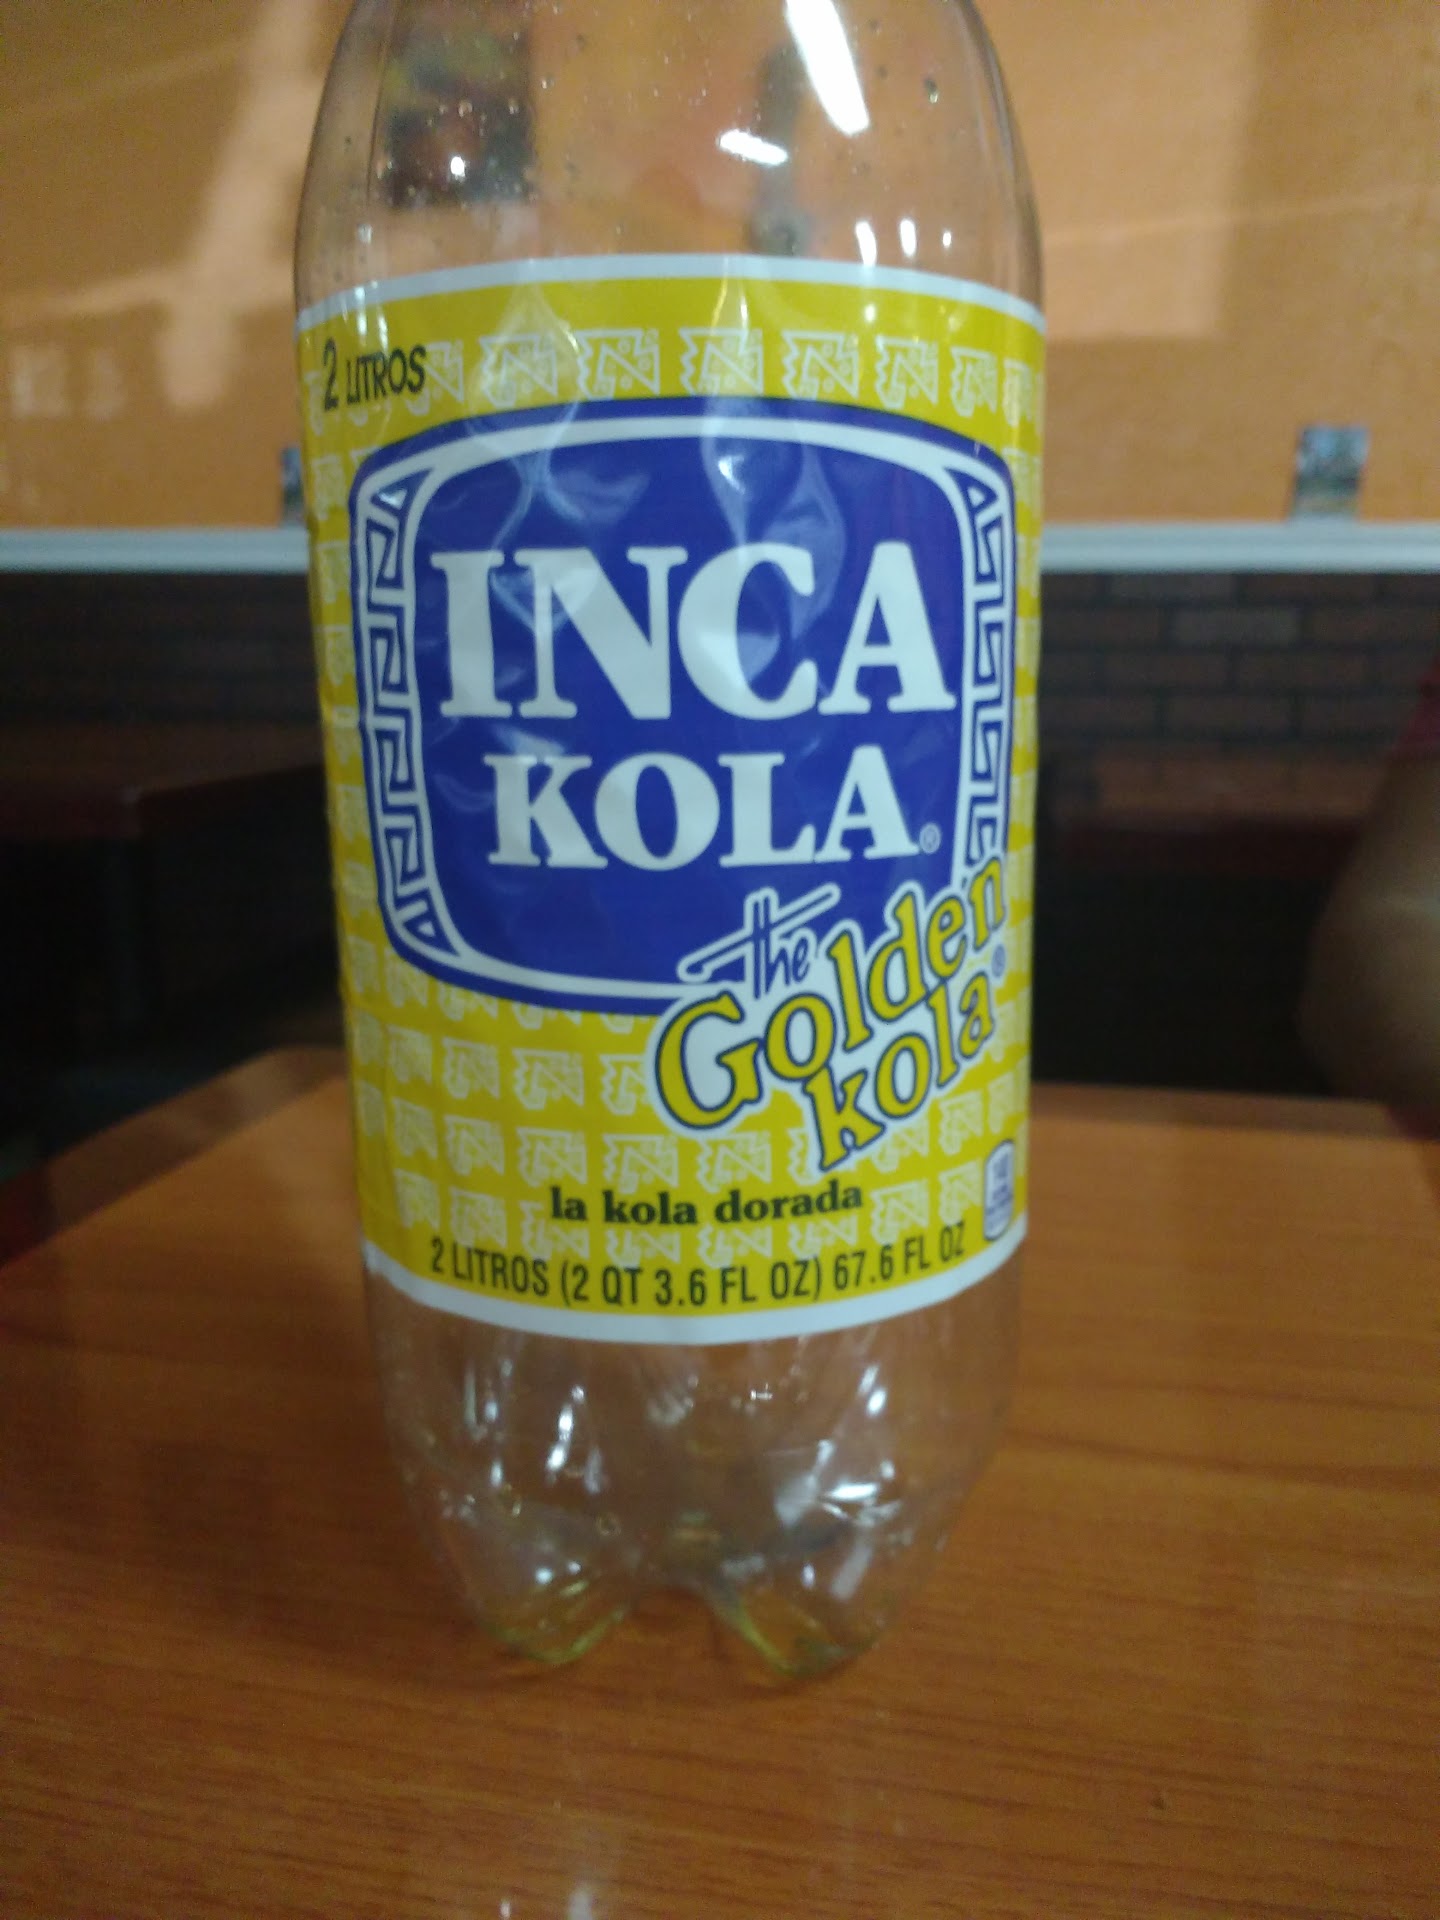 2 LITROS
INCA
KOLA®
the
Golden
kola®
la kola dorada
2 LITROS (2 QT 3.6 FL OZ) 67.6 FL OZ